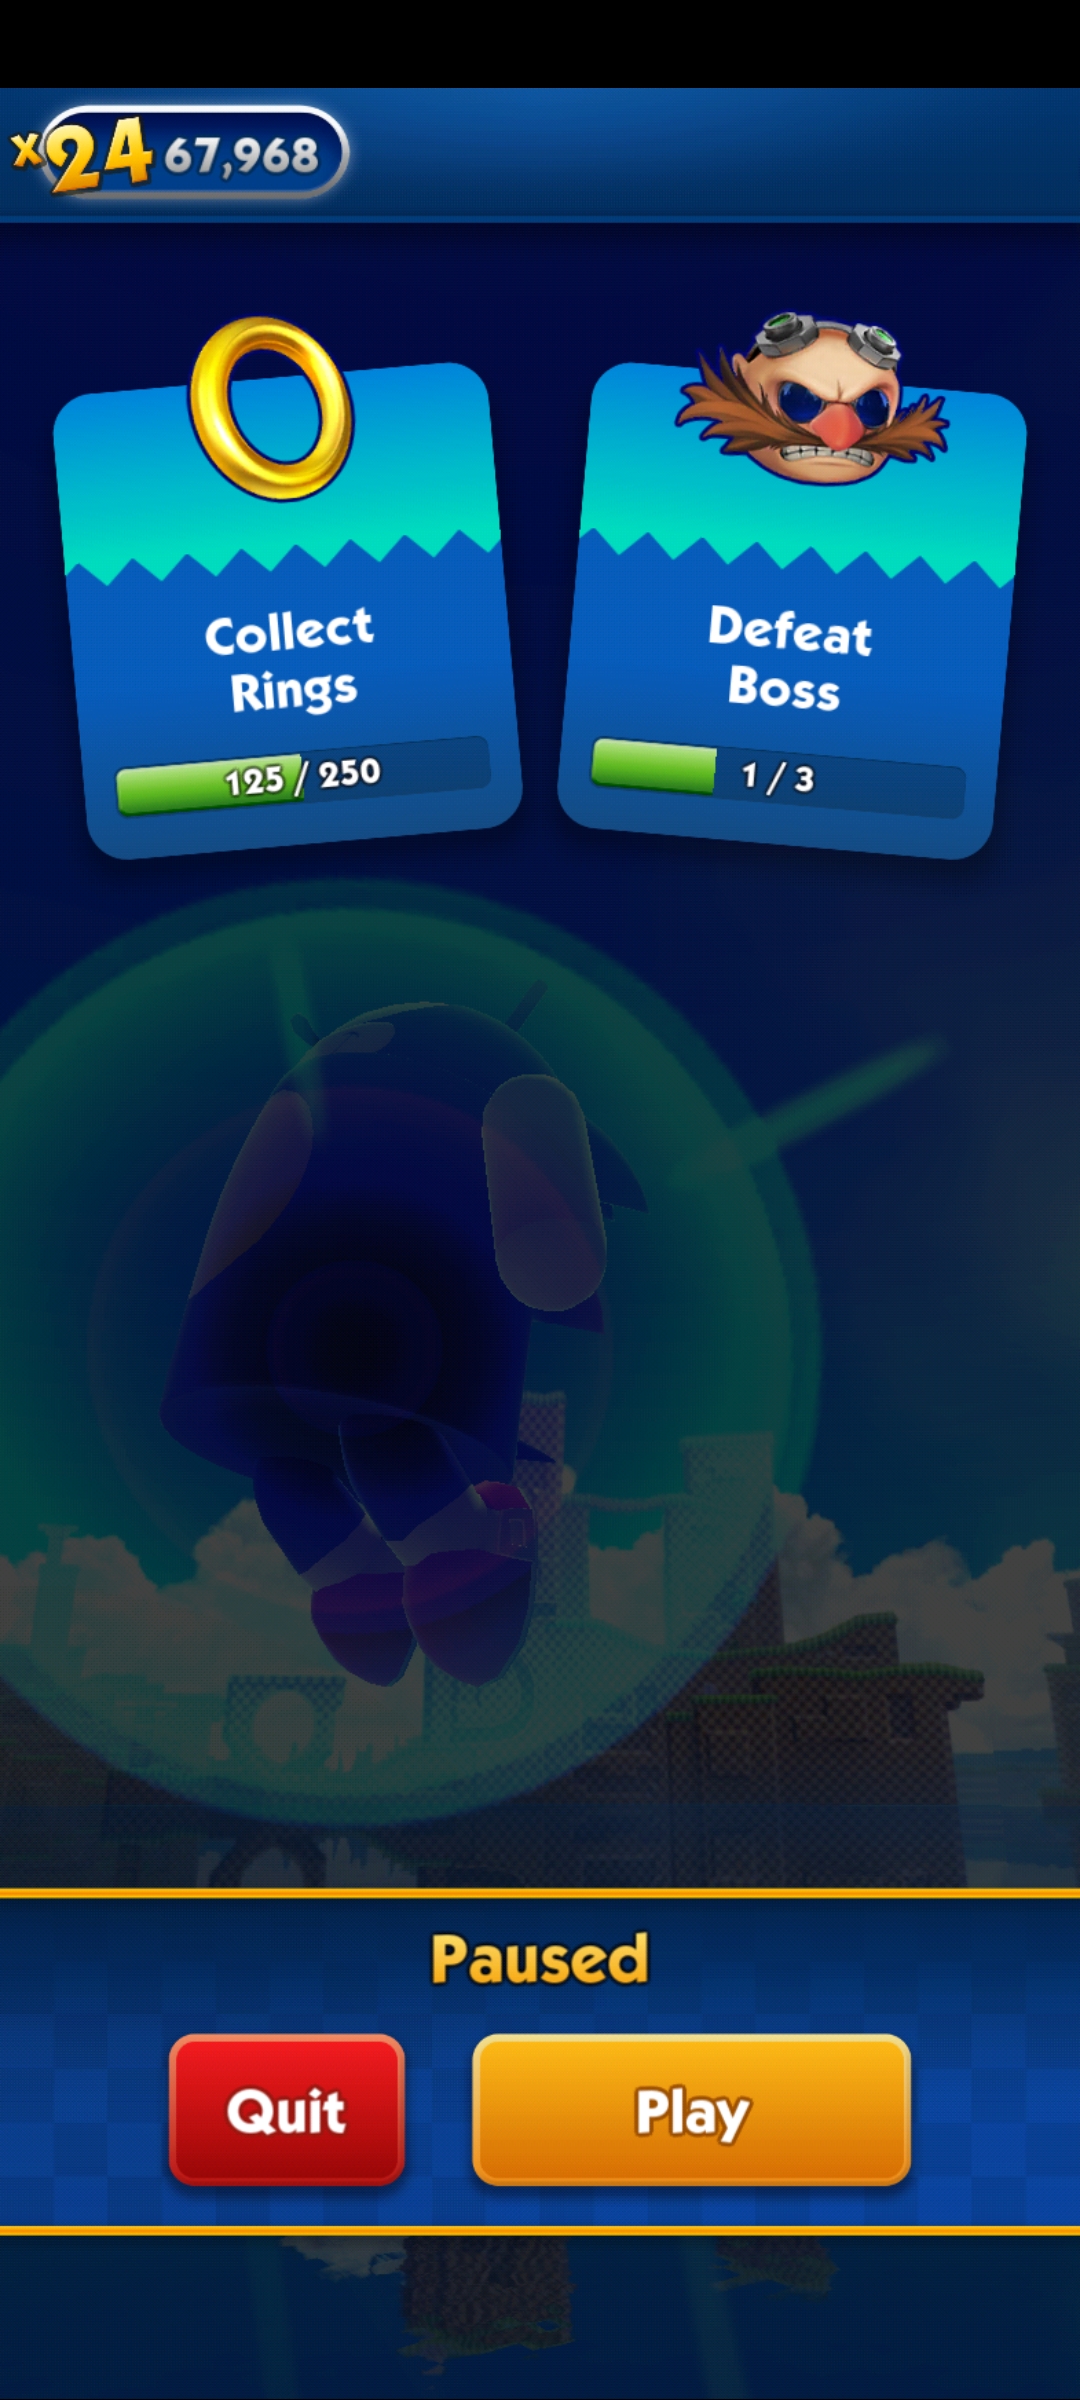 x24 67,968
Collect
Rings
125 / 250
Defeat
Boss
1 / 3
Paused
Quit
Play